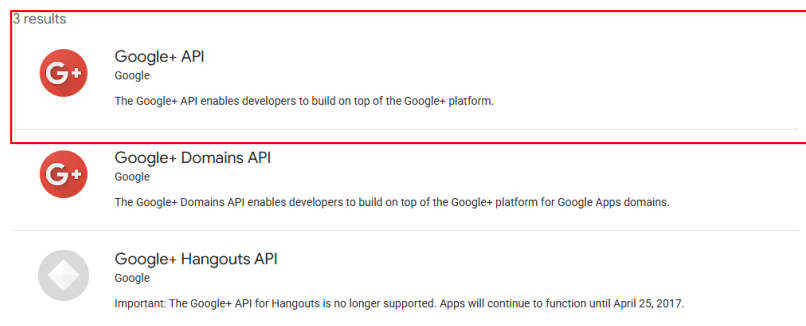 3 results
G+
Google+ API
Google
The Google+ API enables developers to build on top of the Google+ platform.
G+
Google+ Domains API
Google
The Google+ Domains API enables developers to build on top of the Google+ platform for Google Apps domains.
Google+ Hangouts API
Google
Important: The Google+ API for Hangouts is no longer supported. Apps will continue to function until April 25, 2017.